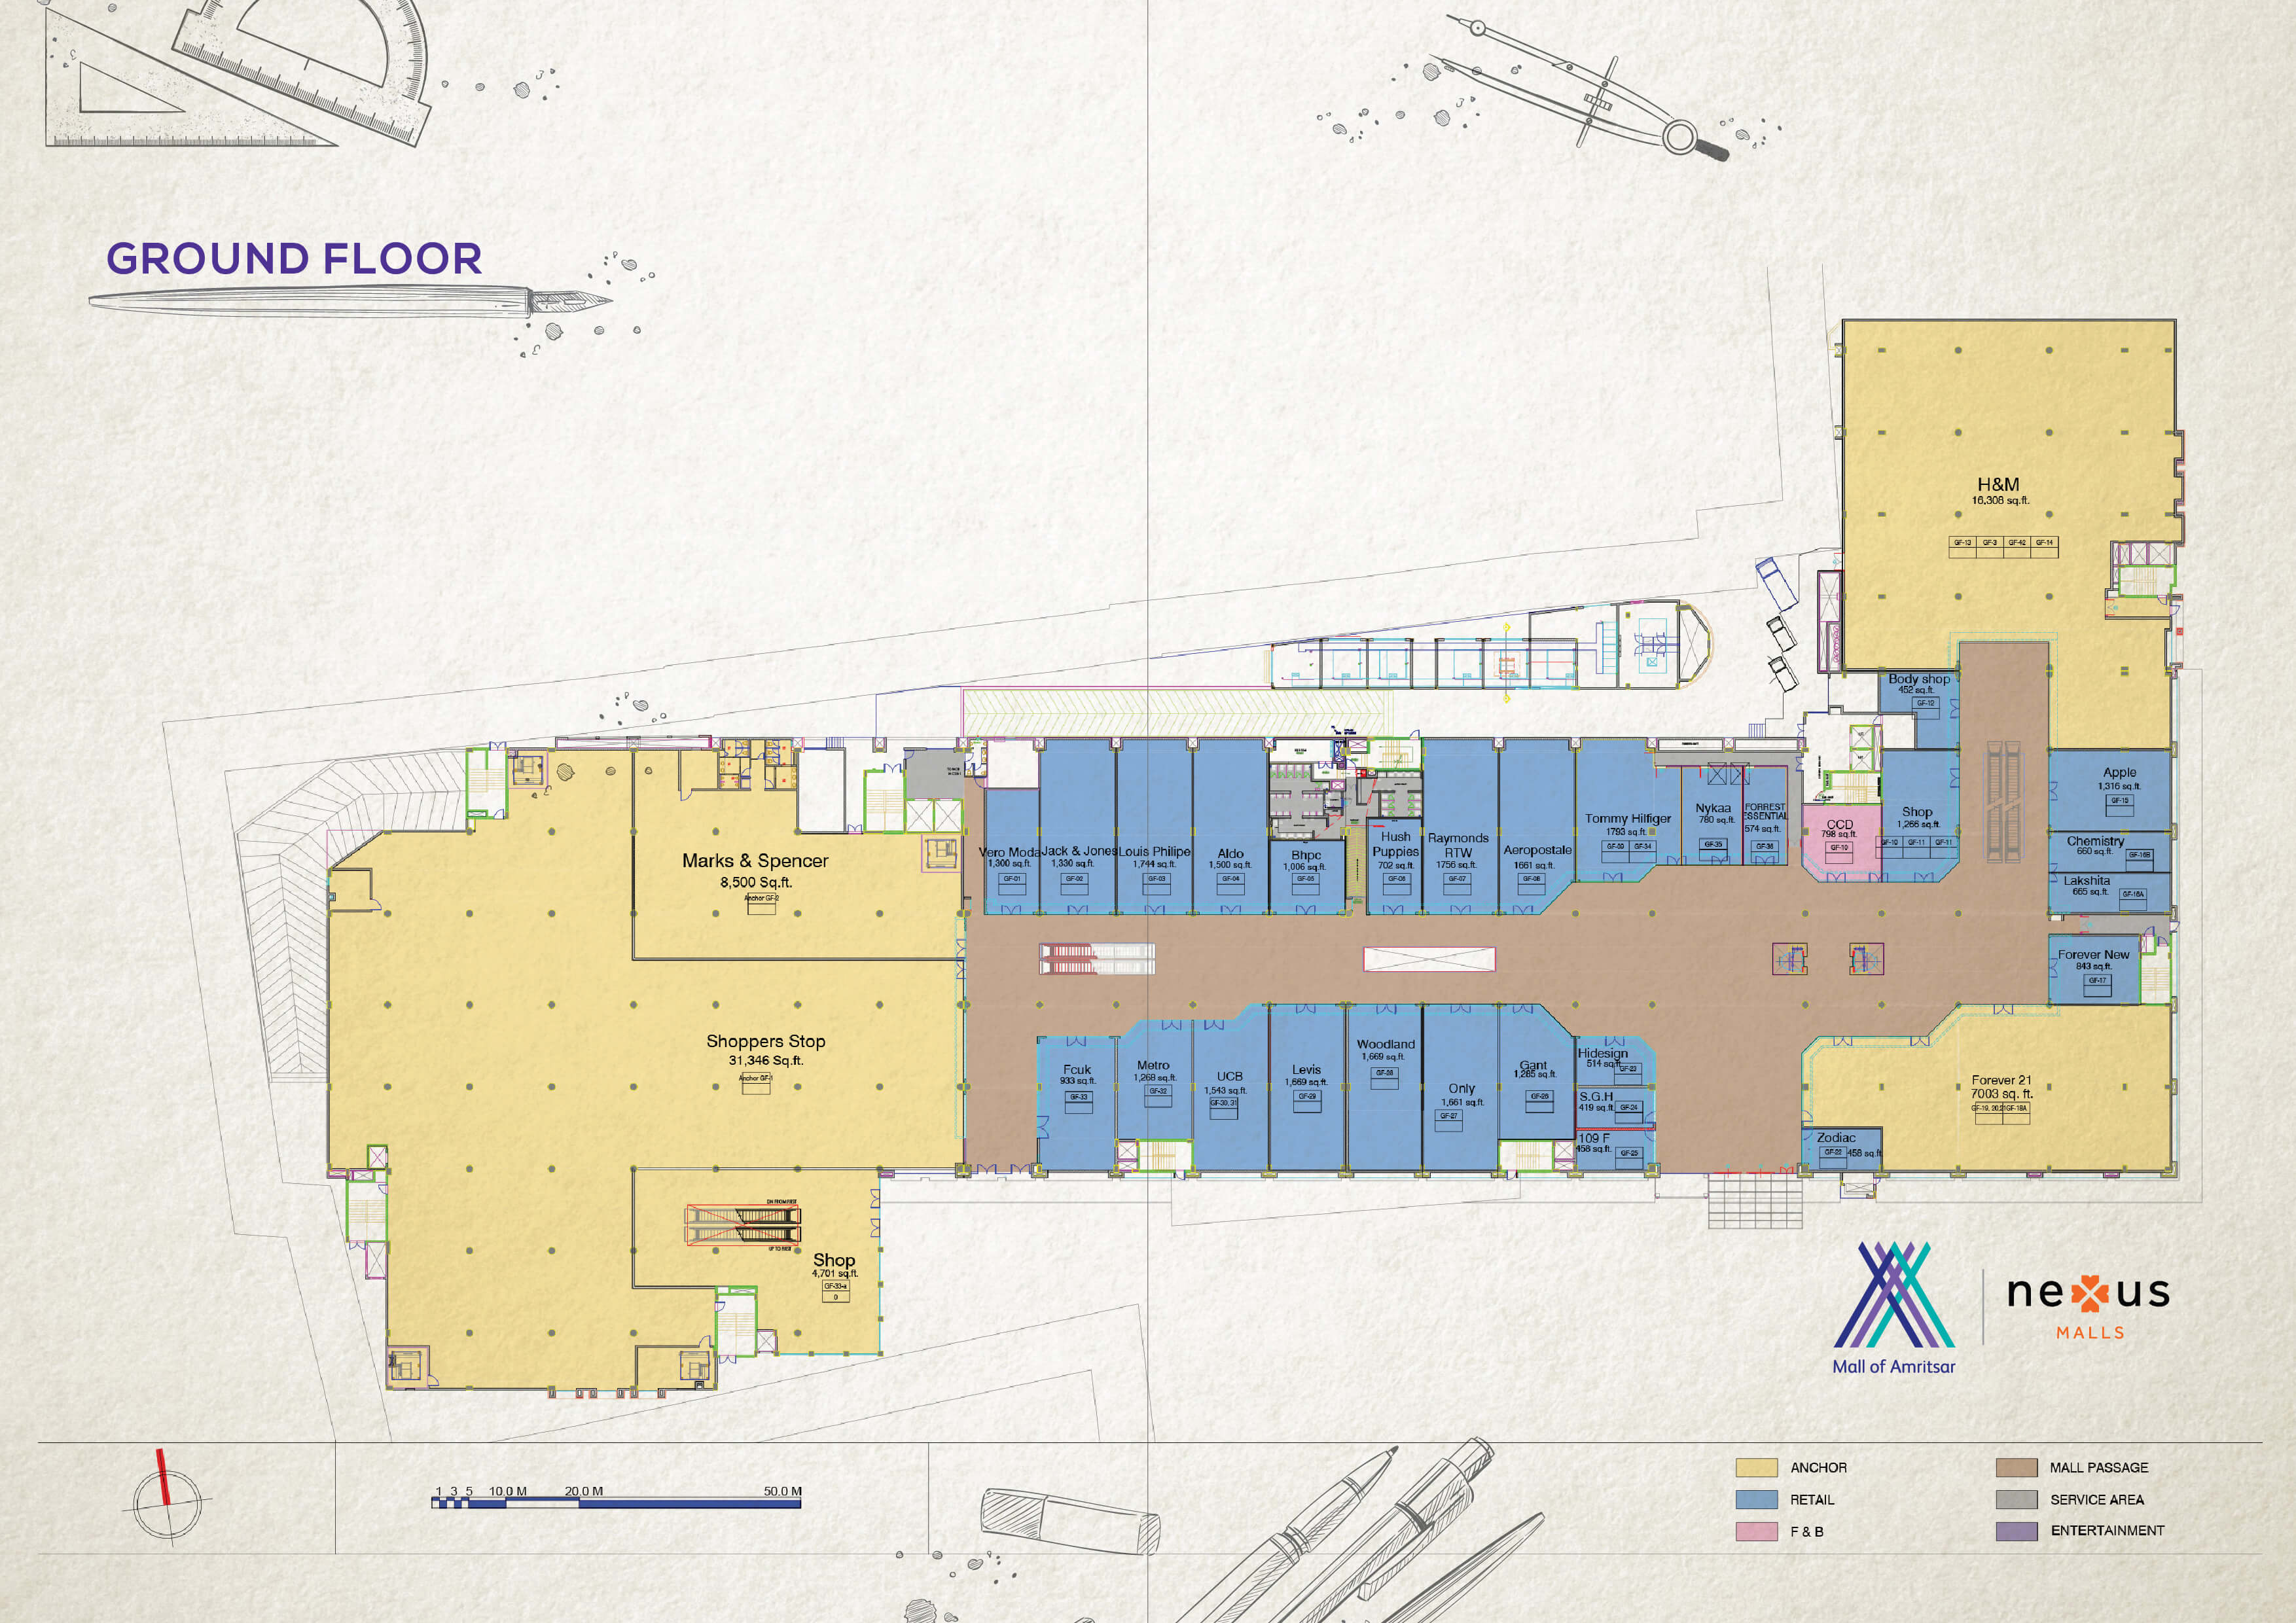 GROUND FLOOR
H&M
16,308 sq.ft.
GF-13 GF-3 GF-42 GF-14
Body shop
452 sq.ft.
GF-12
Apple
1,316 sq.ft.
GF-15
Chemistry
660 sq.ft.
GF-16B
Lakshita
665 sq.ft.
GF-16A
Forever New
843 sq.ft.
GF-17
Shop
1,266 sq.ft.
GF-10 GF-11 GF-11
CCD
798 sq.ft.
GF-10
FORREST
ESSENTIAL
574 sq.ft.
GF-36
Nykaa
780 sq.ft.
GF-35
Tommy Hilfiger
1793 sq.ft.
GF-09 GF-34
Aeropostale
1661 sq.ft.
GF-08
Raymonds
RTW
1756 sq.ft.
GF-07
Hush
Puppies
702 sq.ft.
GF-06
Bhpc
1,006 sq.ft.
GF-05
Aldo
1,500 sq.ft.
GF-04
Louis Philipe
1,744 sq.ft.
GF-03
Jack & Jones
1,330 sq.ft.
GF-02
Vero Moda
1,300 sq.ft.
GF-01
Marks & Spencer
8,500 Sq.ft.
Anchor GF-2
Shoppers Stop
31,346 Sq.ft.
Anchor GF-1
DN FROM FIRST
UP TO FIRST
Shop
4,701 sq.ft.
GF-33-a
0
Fcuk
933 sq.ft.
GF-33
Metro
1,268 sq.ft.
GF-32
UCB
1,543 sq.ft.
GF-30, 31
Levis
1,669 sq.ft.
GF-29
Woodland
1,669 sq.ft.
GF-28
Only
1,661 sq.ft.
GF-27
Gant
1,285 sq.ft.
GF-26
Hidesign
514 sq.ft.
GF-23
S.G.H
419 sq.ft.
GF-24
109 F
458 sq.ft.
GF-25
Forever 21
7003 sq. ft.
GF-19, 20,21 GF-18A
Zodiac
GF-22 458 sq.ft
Mall of Amritsar
nexus
MALLS
1 3 5 10.0 M 20.0 M 50.0 M
ANCHOR
RETAIL
F & B
MALL PASSAGE
SERVICE AREA
ENTERTAINMENT